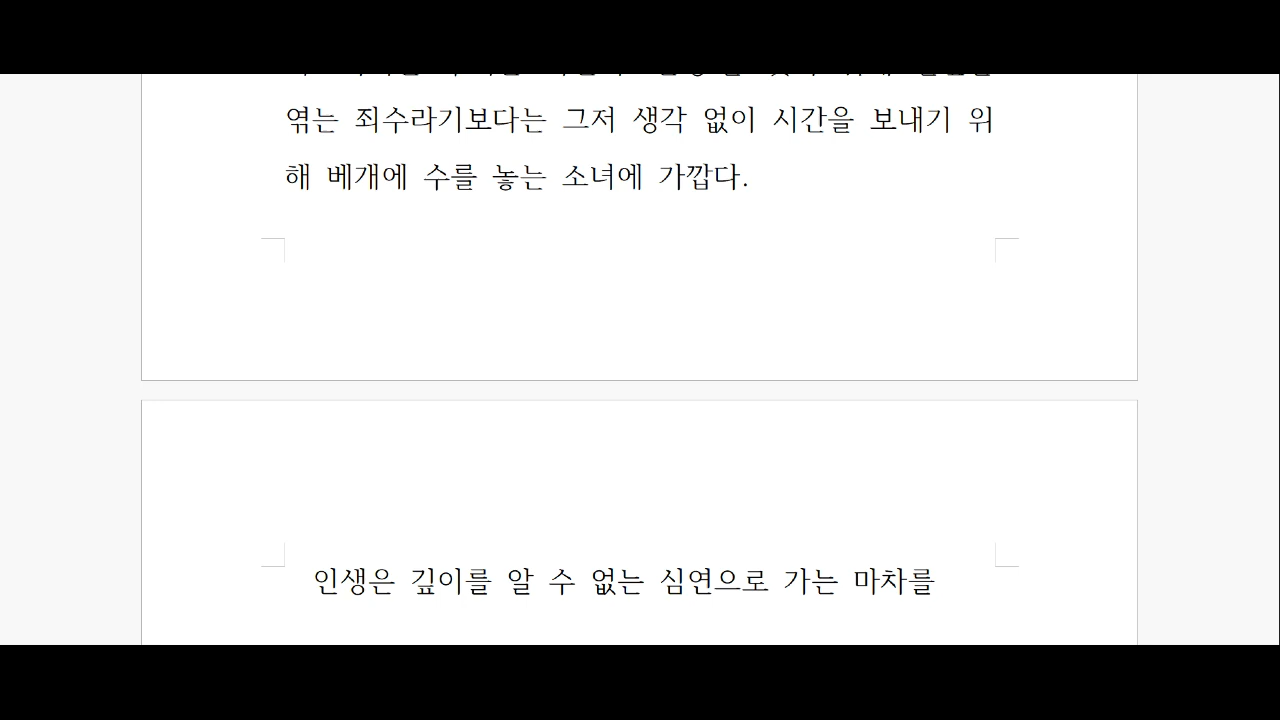 엮는 죄수라기보다는 그저 생각 없이 시간을 보내기 위
해 베개에 수를 놓는 소녀에 가깝다.
인생은 깊이를 알 수 없는 심연으로 가는 마차를